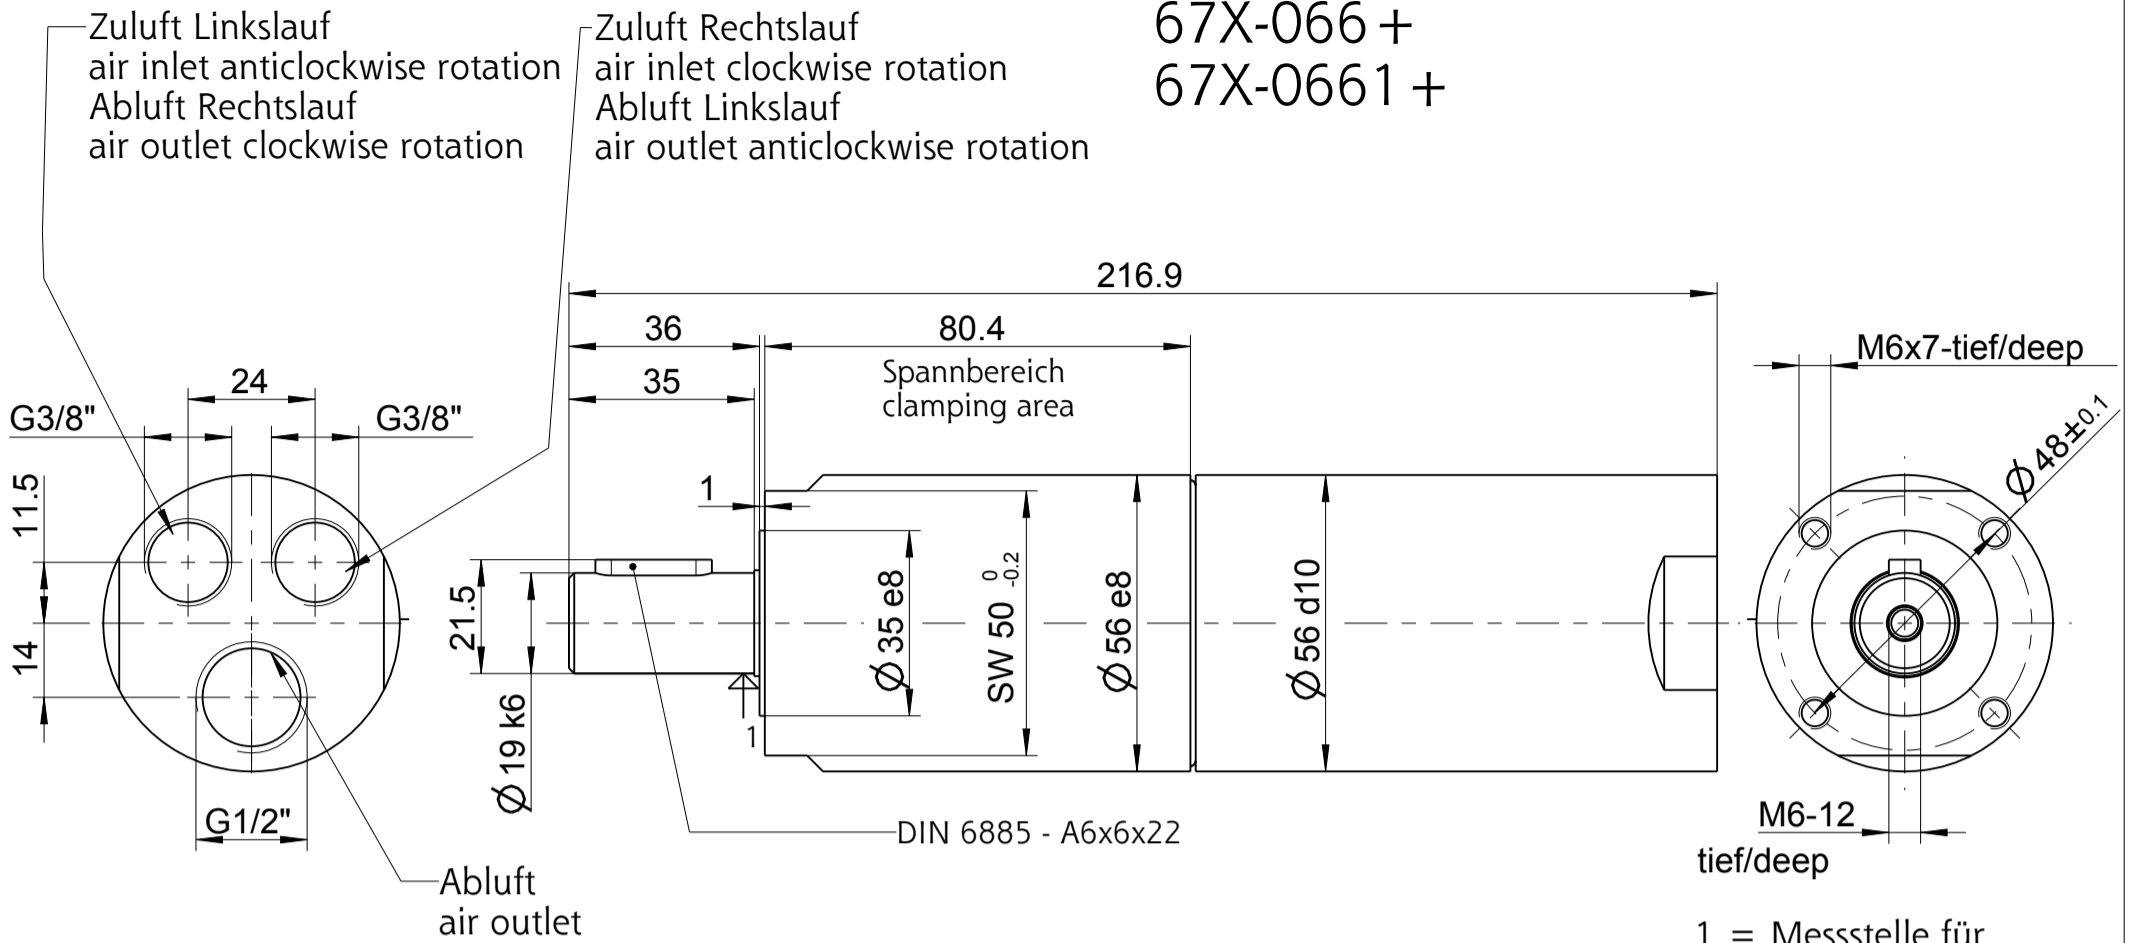 Zuluft Linkslauf
air inlet anticlockwise rotation
Abluft Rechtslauf
air outlet clockwise rotation
Zuluft Rechtslauf
air inlet clockwise rotation
Abluft Linkslauf
air outlet anticlockwise rotation
67X-066+
67X-0661+
216.9
36
80.4
35
Spannbereich
clamping area
24
G3/8"
G3/8"
11.5
14
G1/2"
Abluft
air outlet
1
21.5
Ø 19 k6
1
Ø 35 e8
SW 50 0 -0.2
Ø 56 e8
Ø 56 d10
DIN 6885 - A6x6x22
M6x7-tief/deep
Ø 48±0.1
M6-12
tief/deep
1 = Messstelle für